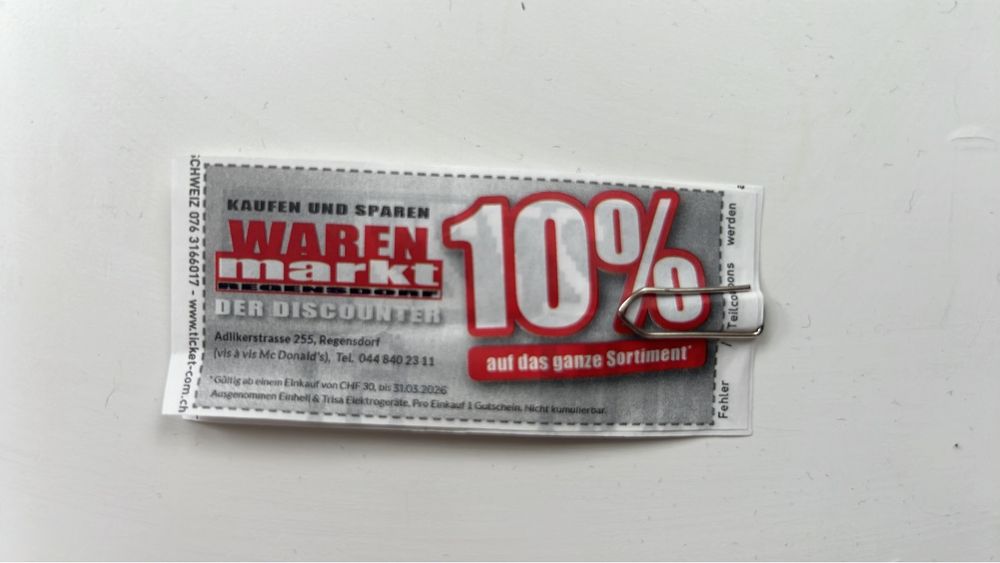 KAUFEN UND SPAREN
WAREN
markt
REGENSDORF
DER DISCOUNTER
Adlikerstrasse 255, Regensdorf
(vis à vis Mc Donald's), Tel. 044 840 23 11
*Gültig ab einem Einkauf von CHF 30, bis 31.03.2026
Ausgenommen Einhell & Trisa Elektrogeräte. Pro Einkauf 1 Gutschein. Nicht kumulierbar.
10%
auf das ganze Sortiment*
SCHWEIZ 076 3166017 - www.ticket-com.ch
Fehler
werden